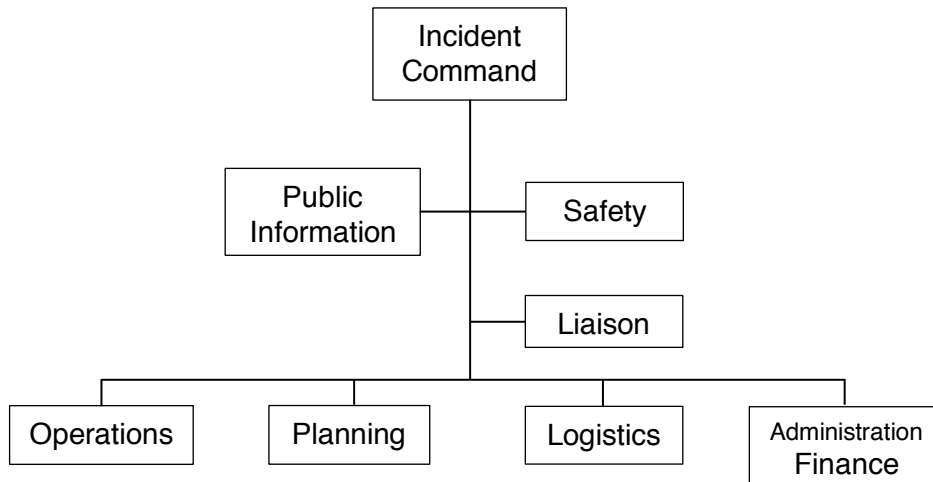 Incident
Command
Public
Information
Safety
Liaison
Operations
Planning
Logistics
Administration
Finance